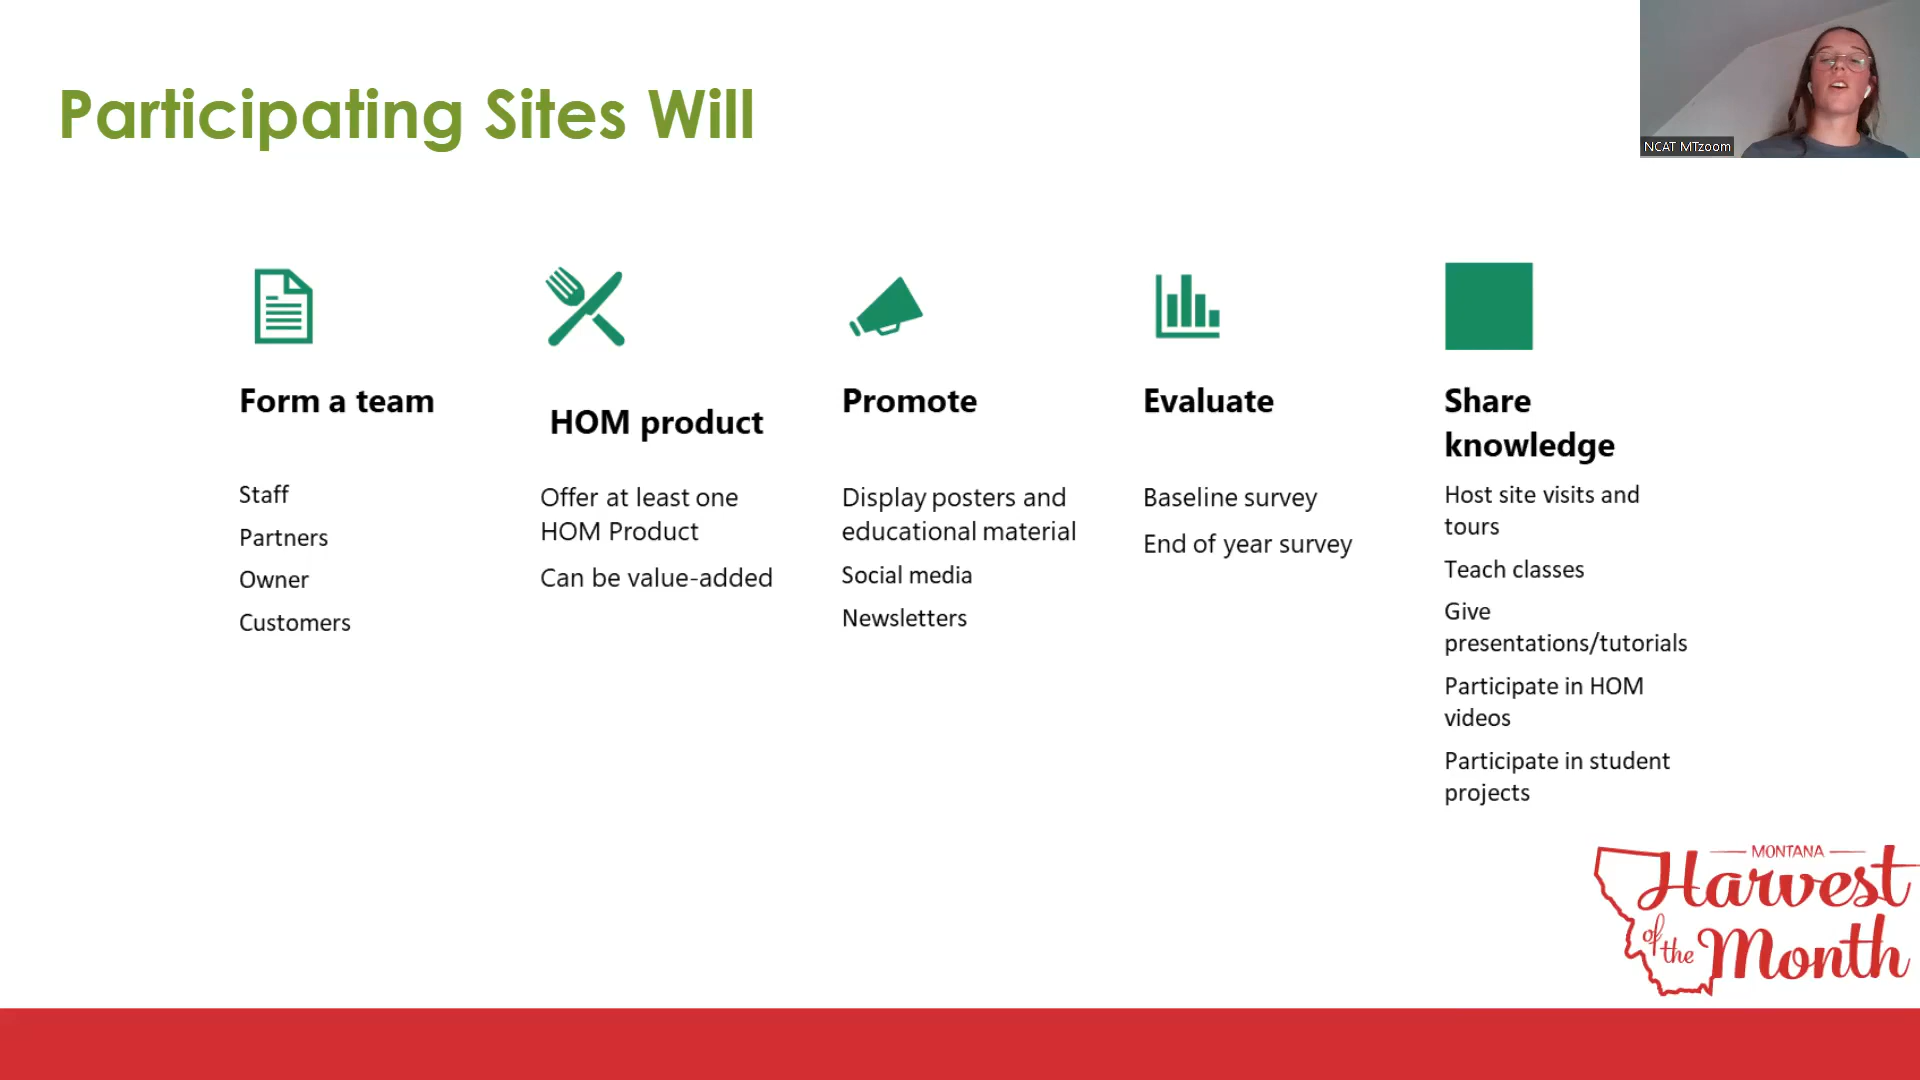 Participating Sites Will
NCAT MTzoom
Form a team
Staff
Partners
Owner
Customers
HOM product
Offer at least one
HOM Product
Can be value-added
Promote
Display posters and
educational material
Social media
Newsletters
Evaluate
Baseline survey
End of year survey
Share
knowledge
Host site visits and
tours
Teach classes
Give
presentations/tutorials
Participate in HOM
videos
Participate in student
projects
MONTANA
Harvest
of the Month